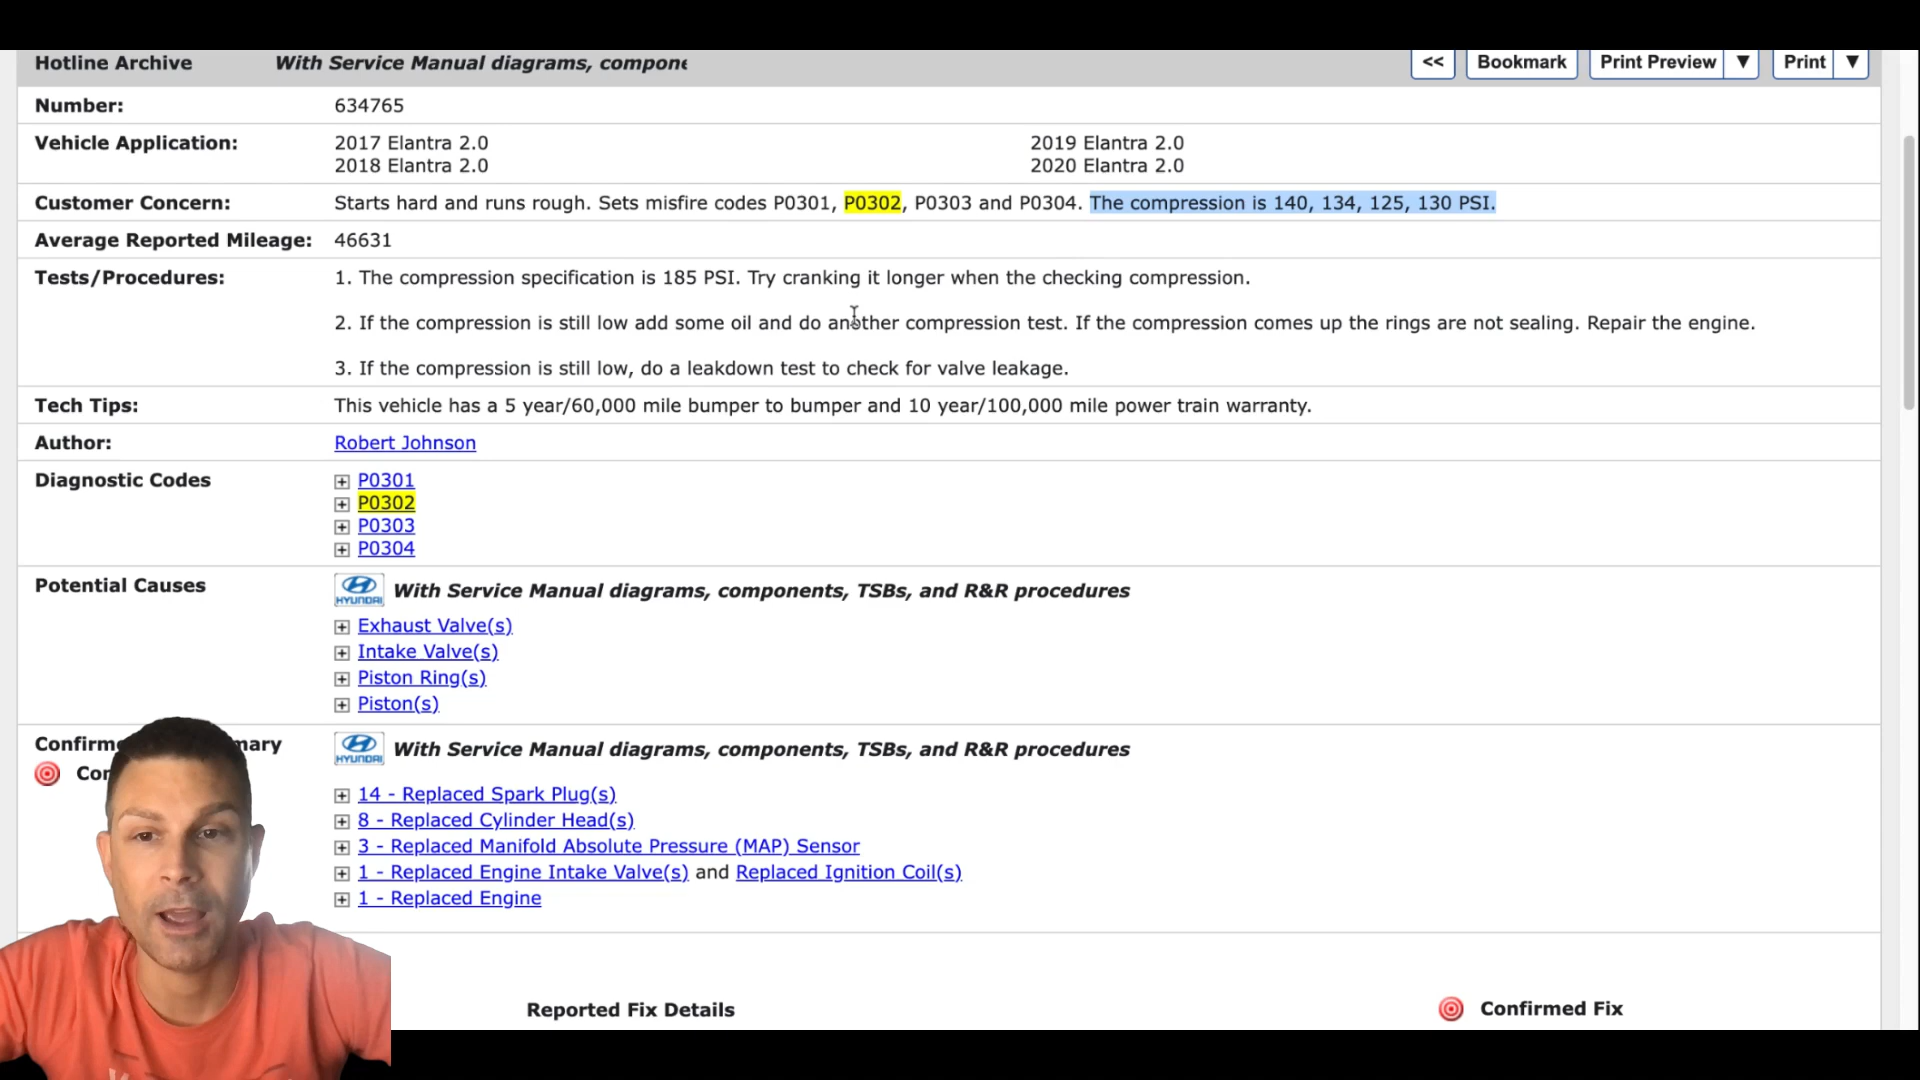 Hotline Archive With Service Manual diagrams, compone << Bookmark Print Preview ▼ Print ▼
Number: 634765
Vehicle Application: 2017 Elantra 2.0 2019 Elantra 2.0
2018 Elantra 2.0 2020 Elantra 2.0
Customer Concern: Starts hard and runs rough. Sets misfire codes P0301, P0302, P0303 and P0304. The compression is 140, 134, 125, 130 PSI.
Average Reported Mileage: 46631
Tests/Procedures: 1. The compression specification is 185 PSI. Try cranking it longer when the checking compression.
2. If the compression is still low add some oil and do another compression test. If the compression comes up the rings are not sealing. Repair the engine.
3. If the compression is still low, do a leakdown test to check for valve leakage.
Tech Tips: This vehicle has a 5 year/60,000 mile bumper to bumper and 10 year/100,000 mile power train warranty.
Author: Robert Johnson
Diagnostic Codes P0301
P0302
P0303
P0304
Potential Causes HYUNDAI With Service Manual diagrams, components, TSBs, and R&R procedures
Exhaust Valve(s)
Intake Valve(s)
Piston Ring(s)
Piston(s)
HYUNDAI With Service Manual diagrams, components, TSBs, and R&R procedures
14 - Replaced Spark Plug(s)
8 - Replaced Cylinder Head(s)
3 - Replaced Manifold Absolute Pressure (MAP) Sensor
1 - Replaced Engine Intake Valve(s) and Replaced Ignition Coil(s)
1 - Replaced Engine
Reported Fix Details Confirmed Fix